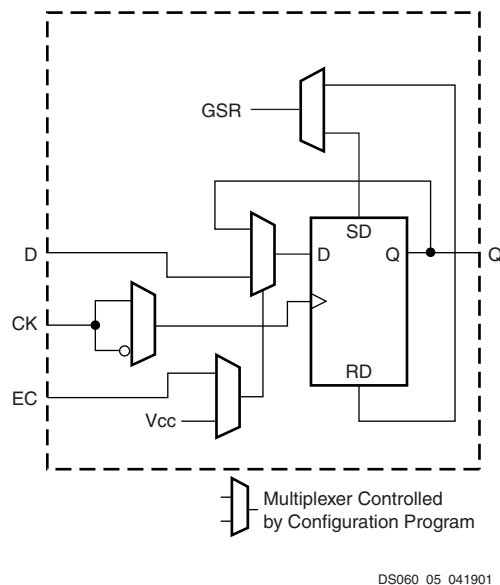 GSR
SD
D
D
Q
Q
CK
RD
EC
Vcc
Multiplexer Controlled
by Configuration Program
DS060_05_041901